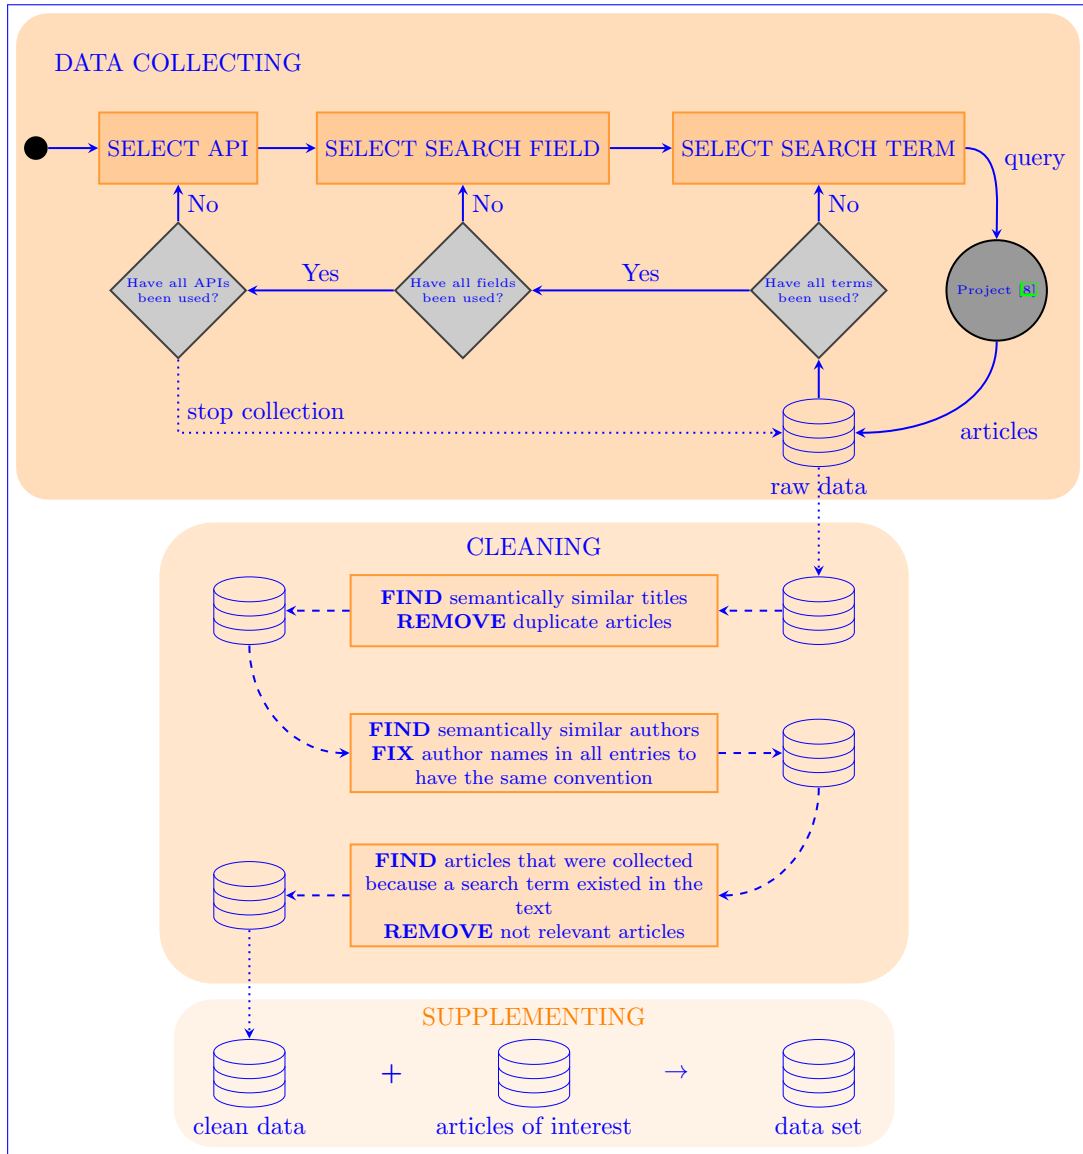 DATA COLLECTING
SELECT API
SELECT SEARCH FIELD
SELECT SEARCH TERM
query
No
No
No
Have all APIs
been used?
Yes
Have all fields
been used?
Yes
Have all terms
been used?
Project [8]
stop collection
articles
raw data
CLEANING
FIND semantically similar titles
REMOVE duplicate articles
FIND semantically similar authors
FIX author names in all entries to
have the same convention
FIND articles that were collected
because a search term existed in the
text
REMOVE not relevant articles
SUPPLEMENTING
+
→
clean data
articles of interest
data set